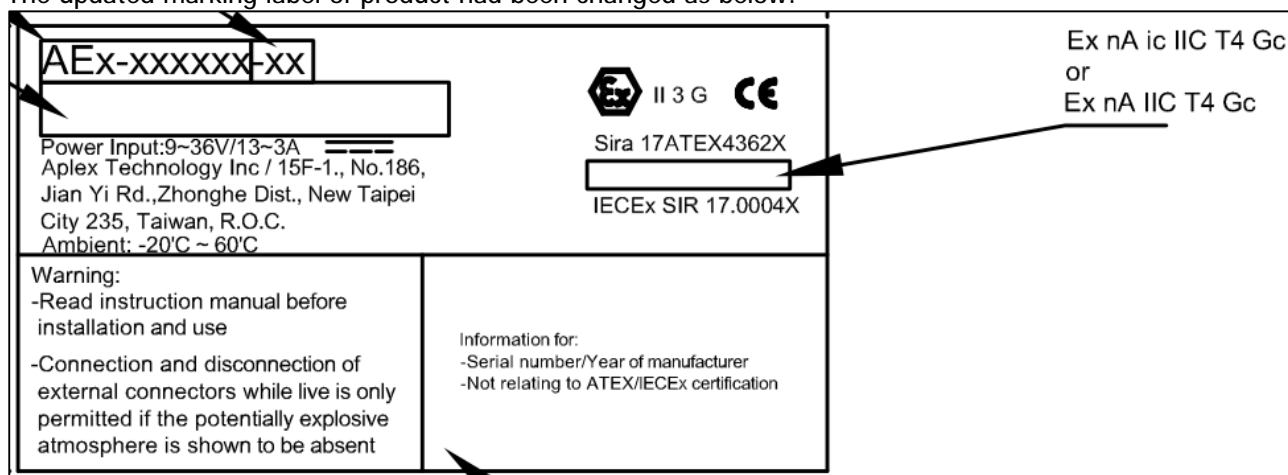 The updated marking label of product had been changed as below:
AEx-xxxxxx-xx
Power Input:9~36V/13~3A
Aplex Technology Inc / 15F-1., No.186,
Jian Yi Rd.,Zhonghe Dist., New Taipei
City 235, Taiwan, R.O.C.
Ambient: -20'C ~ 60'C
Ex II 3 G CE
Sira 17ATEX4362X
IECEx SIR 17.0004X
Ex nA ic IIC T4 Gc
or
Ex nA IIC T4 Gc
Warning:
-Read instruction manual before
installation and use
-Connection and disconnection of
external connectors while live is only
permitted if the potentially explosive
atmosphere is shown to be absent
Information for:
-Serial number/Year of manufacturer
-Not relating to ATEX/IECEx certification